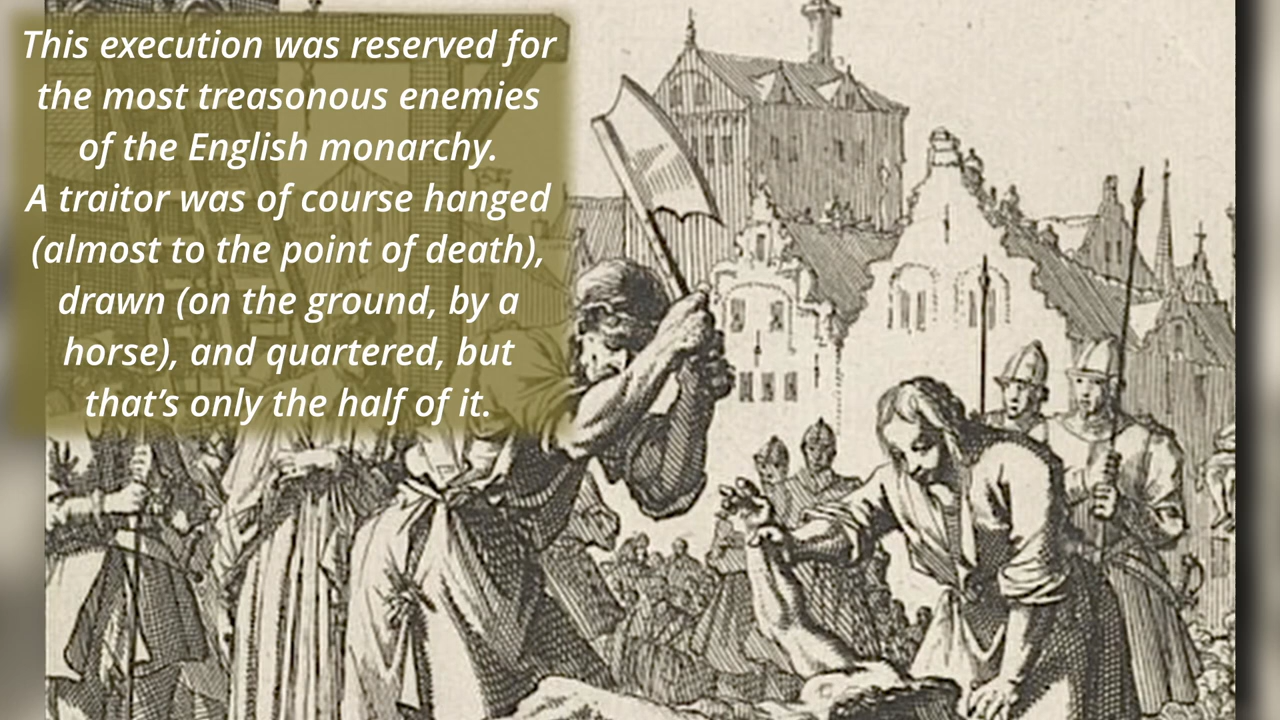 This execution was reserved for
the most treasonous enemies
of the English monarchy.
A traitor was of course hanged
(almost to the point of death),
drawn (on the ground, by a
horse), and quartered, but
that’s only the half of it.